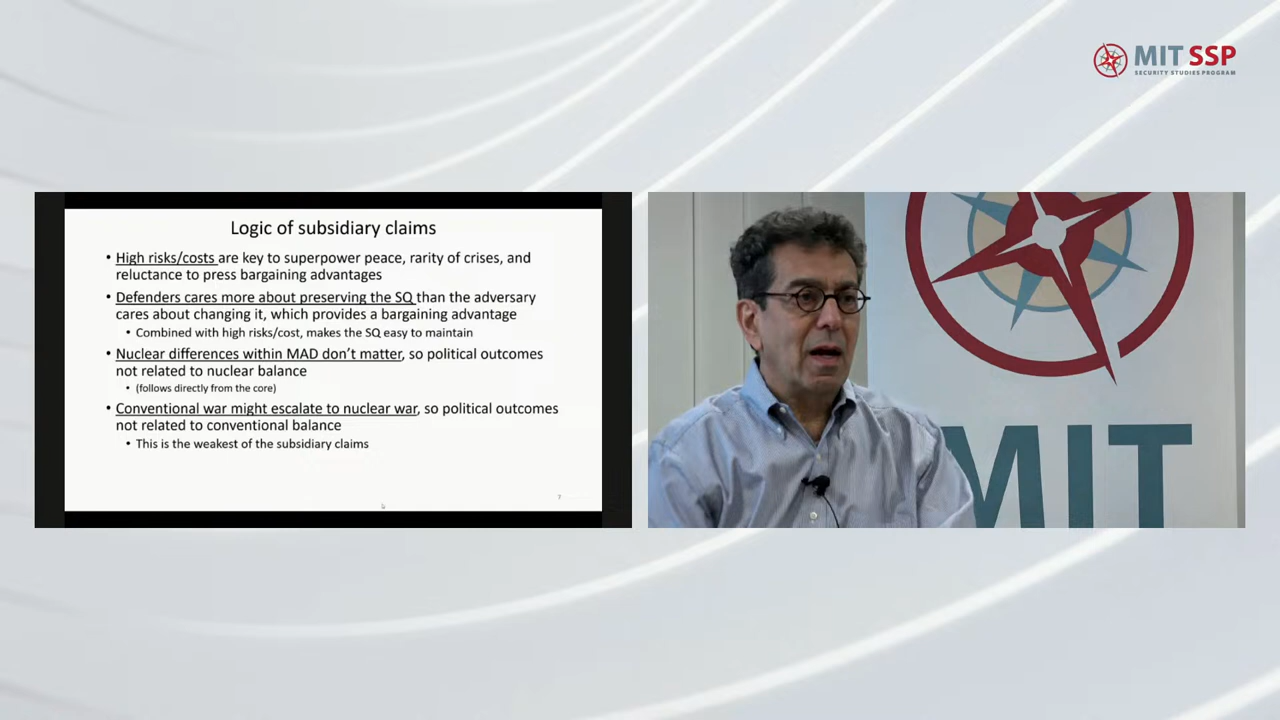 MIT SSP
SECURITY STUDIES PROGRAM
Logic of subsidiary claims
• High risks/costs are key to superpower peace, rarity of crises, and
reluctance to press bargaining advantages
• Defenders cares more about preserving the SQ than the adversary
cares about changing it, which provides a bargaining advantage
• Combined with high risks/cost, makes the SQ easy to maintain
• Nuclear differences within MAD don't matter, so political outcomes
not related to nuclear balance
• (follows directly from the core)
• Conventional war might escalate to nuclear war, so political outcomes
not related to conventional balance
• This is the weakest of the subsidiary claims
7
MIT